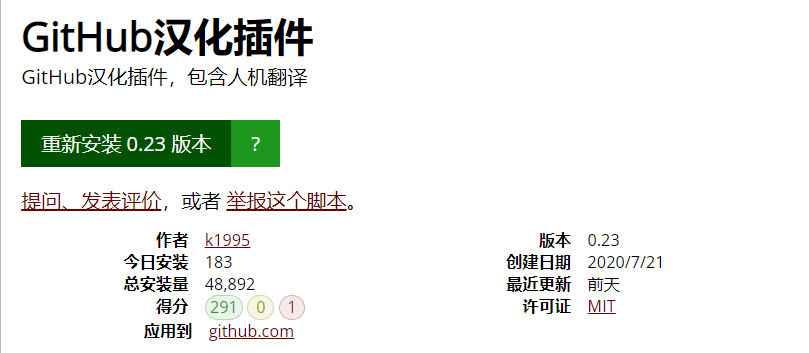 GitHub汉化插件
GitHub汉化插件，包含人机翻译
重新安装 0.23 版本 ?
提问、发表评价，或者 举报这个脚本。
作者 k1995 版本 0.23
今日安装 183 创建日期 2020/7/21
总安装量 48,892 最近更新 前天
得分 291 0 1 许可证 MIT
应用到 github.com